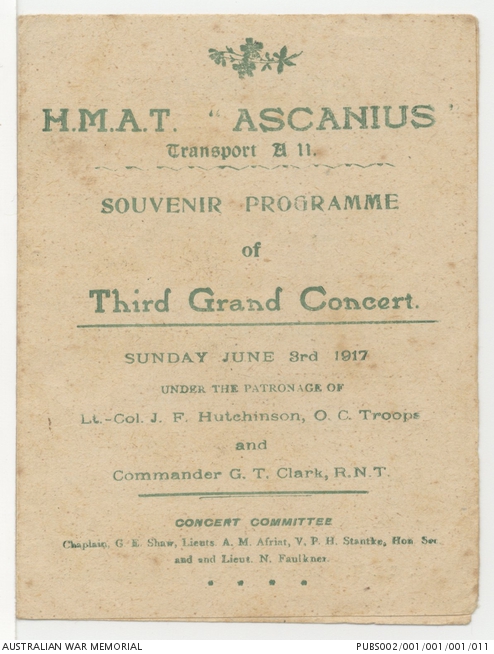 H.M.A.T. "ASCANIUS"
Transport A 11.
SOUVENIR PROGRAMME
of
Third Grand Concert.
SUNDAY JUNE 3rd 1917
UNDER THE PATRONAGE OF
Lt.-Col. J. F. Hutchinson, O. C. Troops
and
Commander G. T. Clark, R.N.T.
CONCERT COMMITTEE
Chaplain. G. E. Shaw, Lieuts. A. M. Afriat, V. P. H. Stantke, Hon. Sec.
and and Lieut. N. Faulkner.
AUSTRALIAN WAR MEMORIAL
PUBS002/001/001/001/011